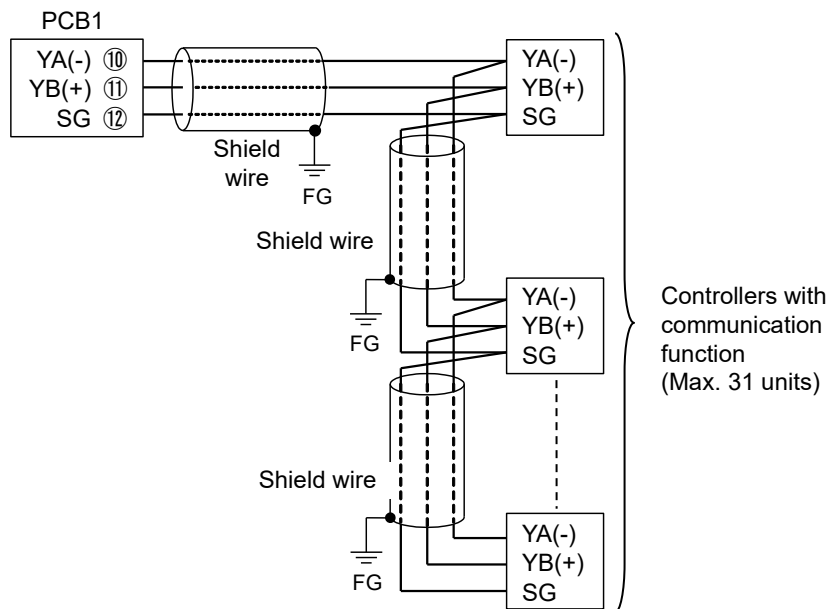 PCB1
YA(-) ⑩
YB(+) ⑪
SG ⑫
Shield
wire
FG
YA(-)
YB(+)
SG
Shield wire
FG
YA(-)
YB(+)
SG
Controllers with
communication
function
(Max. 31 units)
Shield wire
FG
YA(-)
YB(+)
SG